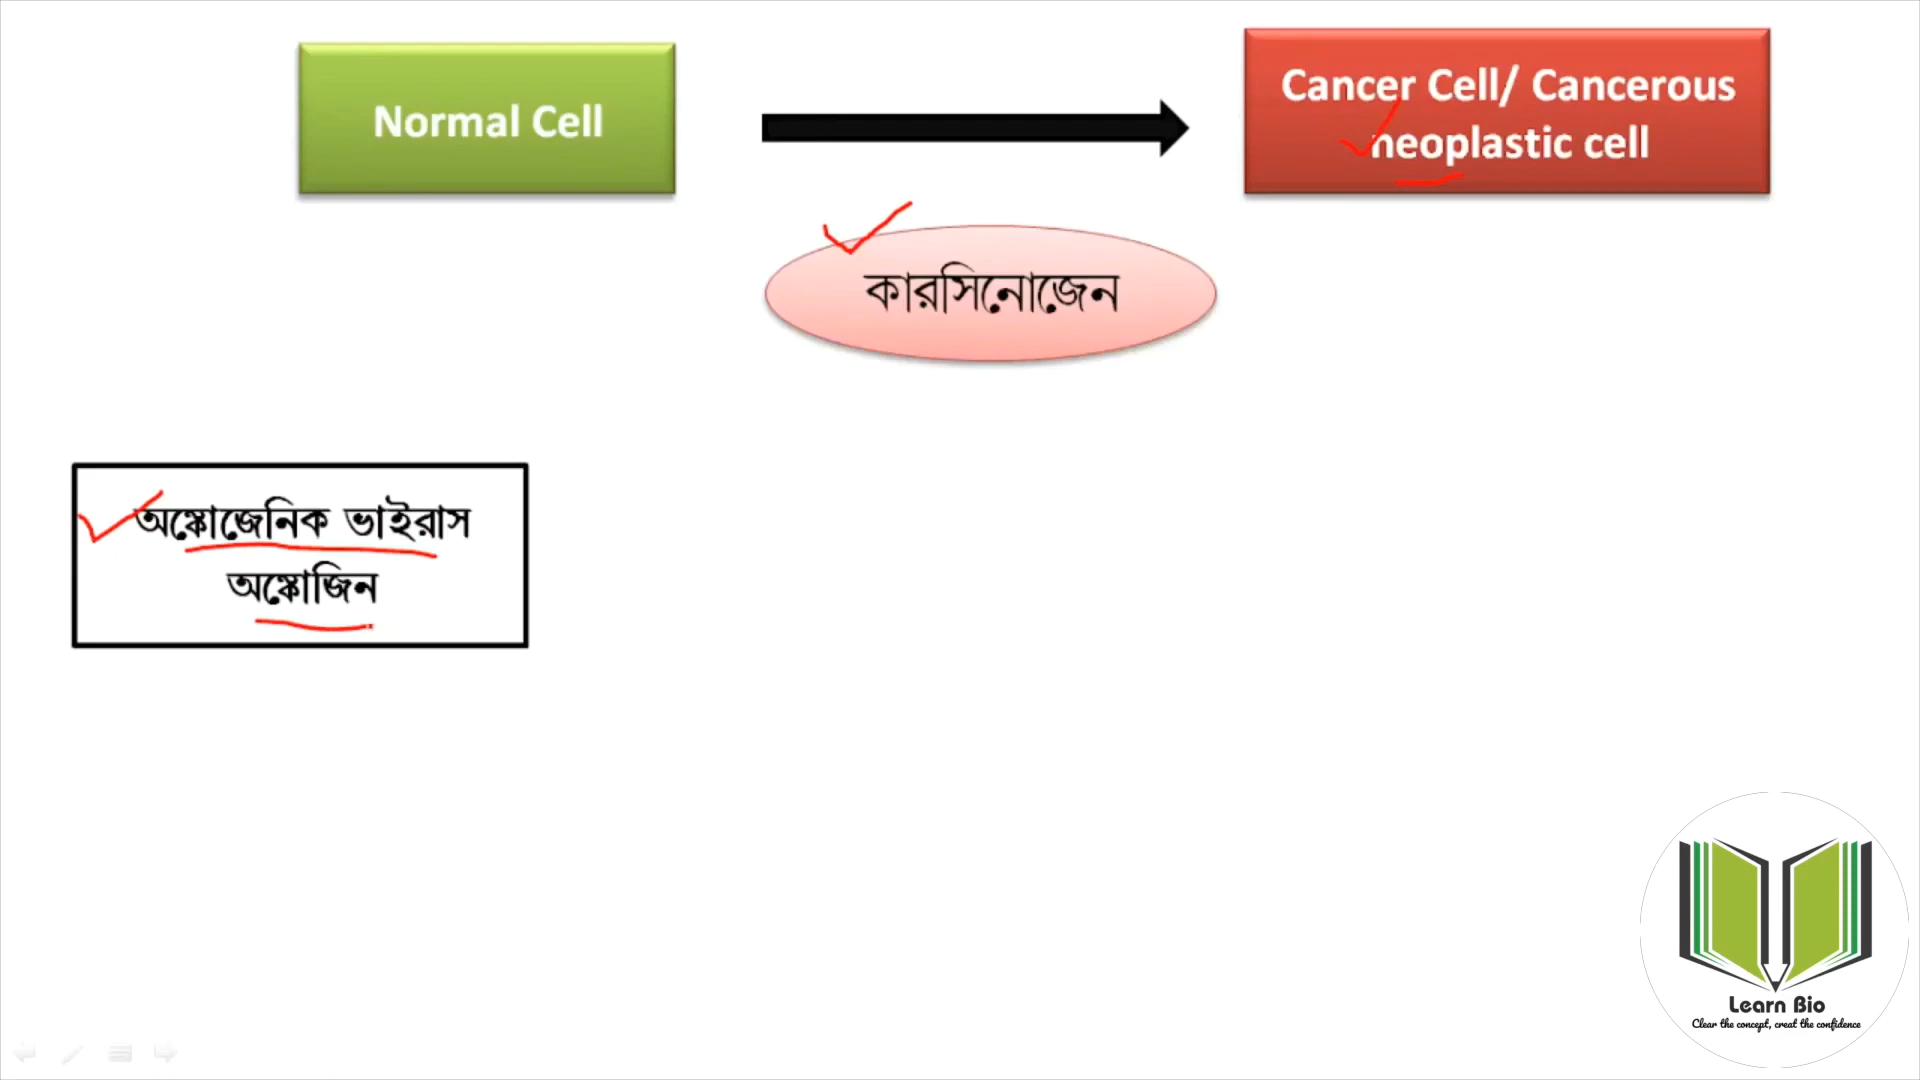 Normal Cell
Cancer Cell/ Cancerous
neoplastic cell
কারসিনোজেন
অঙ্কোজেনিক ভাইরাস
অঙ্কোজিন
Learn Bio
Clear the concept, creat the confidence